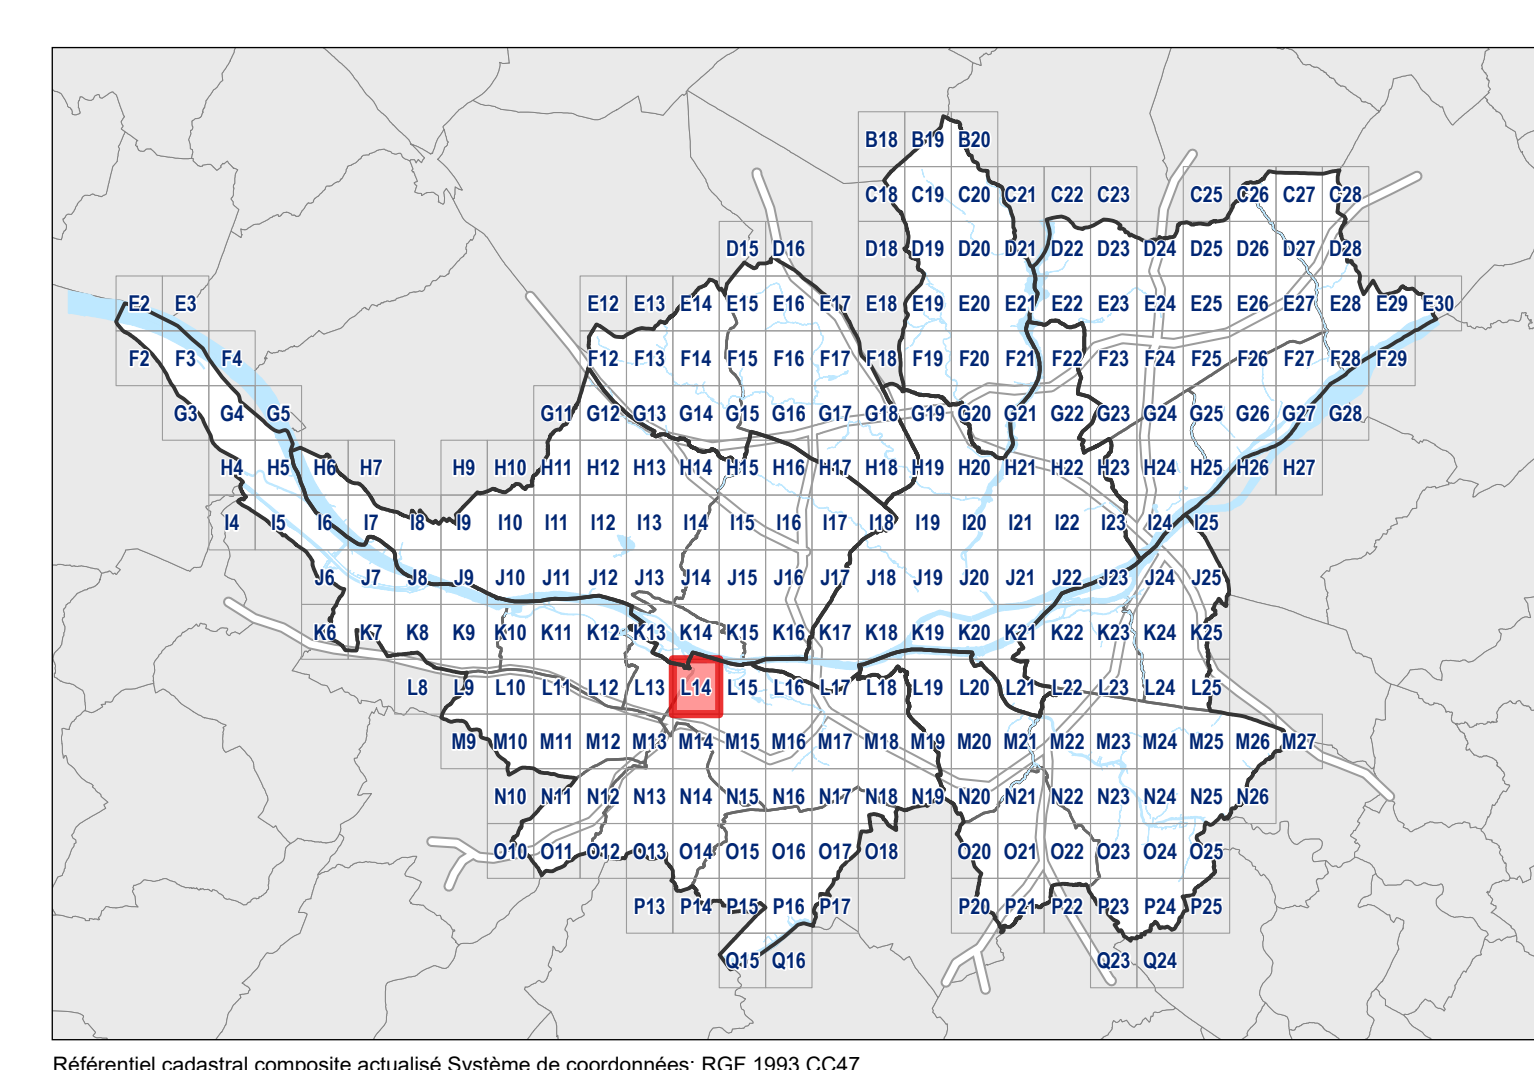 B18 B19 B20
C18 C19 C20 C21 C22 C23 C25 C26 C27 C28
D15 D16 D18 D19 D20 D21 D22 D23 D24 D25 D26 D27 D28
E2 E3 E12 E13 E14 E15 E16 E17 E18 E19 E20 E21 E22 E23 E24 E25 E26 E27 E28 E29 E30
F2 F3 F4 F12 F13 F14 F15 F16 F17 F18 F19 F20 F21 F22 F23 F24 F25 F26 F27 F28 F29
G3 G4 G5 G11 G12 G13 G14 G15 G16 G17 G18 G19 G20 G21 G22 G23 G24 G25 G26 G27 G28
H4 H5 H6 H7 H9 H10 H11 H12 H13 H14 H15 H16 H17 H18 H19 H20 H21 H22 H23 H24 H25 H26 H27
I4 I5 I6 I7 I8 I9 I10 I11 I12 I13 I14 I15 I16 I17 I18 I19 I20 I21 I22 I23 I24 I25
J6 J7 J8 J9 J10 J11 J12 J13 J14 J15 J16 J17 J18 J19 J20 J21 J22 J23 J24 J25
K6 K7 K8 K9 K10 K11 K12 K13 K14 K15 K16 K17 K18 K19 K20 K21 K22 K23 K24 K25
L8 L9 L10 L11 L12 L13 L14 L15 L16 L17 L18 L19 L20 L21 L22 L23 L24 L25
M9 M10 M11 M12 M13 M14 M15 M16 M17 M18 M19 M20 M21 M22 M23 M24 M25 M26 M27
N10 N11 N12 N13 N14 N15 N16 N17 N18 N19 N20 N21 N22 N23 N24 N25 N26
O10 O11 O12 O13 O14 O15 O16 O17 O18 O20 O21 O22 O23 O24 O25
P13 P14 P15 P16 P17 P20 P21 P22 P23 P24 P25
Q15 Q16 Q23 Q24
Référentiel cadastral composite actualisé Système de coordonnées: RGF 1993 CC47